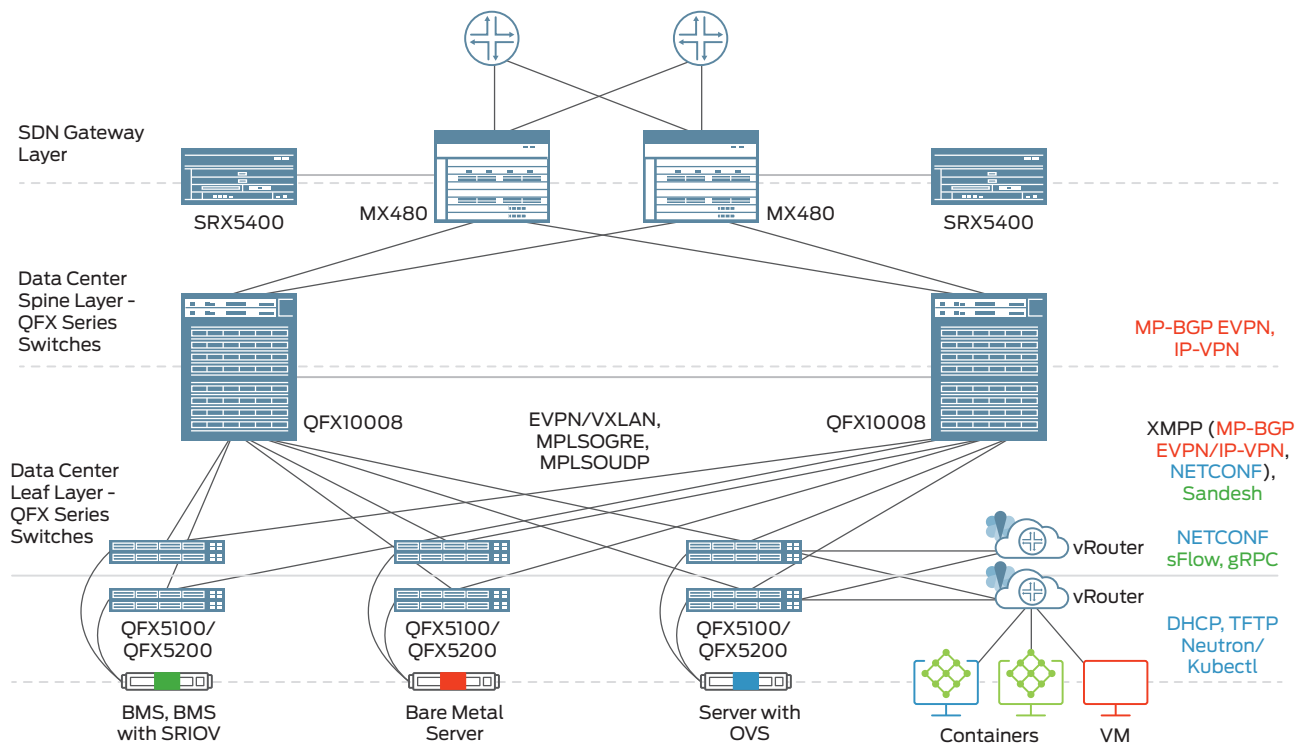 SDN Gateway
Layer
SRX5400
MX480
MX480
SRX5400
Data Center
Spine Layer -
QFX Series
Switches
MP-BGP EVPN,
IP-VPN
QFX10008
EVPN/VXLAN,
MPLSOGRE,
MPLSOUDP
QFX10008
XMPP (MP-BGP
EVPN/IP-VPN,
NETCONF),
Sandesh
Data Center
Leaf Layer -
QFX Series
Switches
vRouter
NETCONF
sFlow, gRPC
vRouter
QFX5100/
QFX5200
QFX5100/
QFX5200
QFX5100/
QFX5200
DHCP, TFTP
Neutron/
Kubectl
BMS, BMS
with SRIOV
Bare Metal
Server
Server with
OVS
Containers
VM